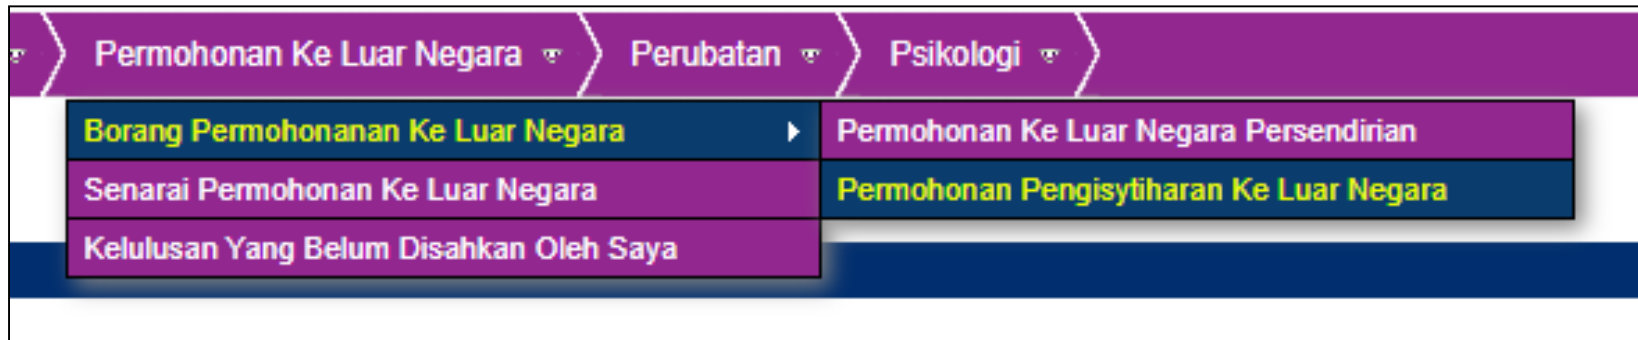 Permohonan Ke Luar Negara Perubatan Psikologi
Borang Permohonanan Ke Luar Negara Permohonan Ke Luar Negara Persendirian
Senarai Permohonan Ke Luar Negara Permohonan Pengisytiharan Ke Luar Negara
Kelulusan Yang Belum Disahkan Oleh Saya